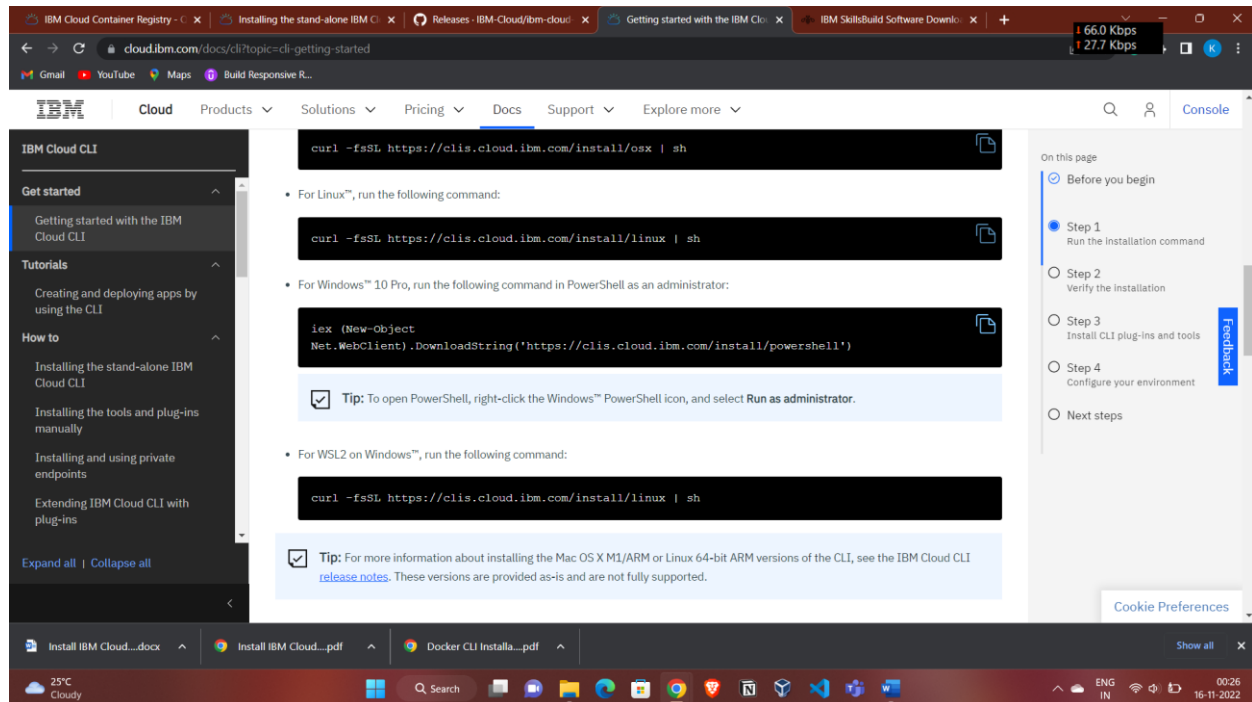 IBM Cloud Container Registry - C
Installing the stand-alone IBM Cl
Releases · IBM-Cloud/ibm-cloud-
Getting started with the IBM Clou
IBM SkillsBuild Software Downlo
66.0 Kbps
27.7 Kbps
cloud.ibm.com/docs/cli?topic=cli-getting-started
K
Gmail
YouTube
Maps
Build Responsive R...
IBM
Cloud
Products
Solutions
Pricing
Docs
Support
Explore more
Console
IBM Cloud CLI
Get started
Getting started with the IBM
Cloud CLI
Tutorials
Creating and deploying apps by
using the CLI
How to
Installing the stand-alone IBM
Cloud CLI
Installing the tools and plug-ins
manually
Installing and using private
endpoints
Extending IBM Cloud CLI with
plug-ins
Expand all | Collapse all
curl -fsSL https://clis.cloud.ibm.com/install/osx | sh
• For Linux™, run the following command:
curl -fsSL https://clis.cloud.ibm.com/install/linux | sh
• For Windows™ 10 Pro, run the following command in PowerShell as an administrator:
iex (New-Object
Net.WebClient).DownloadString('https://clis.cloud.ibm.com/install/powershell')
Tip: To open PowerShell, right-click the Windows™ PowerShell icon, and select Run as administrator.
• For WSL2 on Windows™, run the following command:
curl -fsSL https://clis.cloud.ibm.com/install/linux | sh
Tip: For more information about installing the Mac OS X M1/ARM or Linux 64-bit ARM versions of the CLI, see the IBM Cloud CLI
release notes. These versions are provided as-is and are not fully supported.
On this page
Before you begin
Step 1
Run the installation command
Step 2
Verify the installation
Step 3
Install CLI plug-ins and tools
Step 4
Configure your environment
Next steps
Feedback
Cookie Preferences
Install IBM Cloud....docx
Install IBM Cloud....pdf
Docker CLI Installa....pdf
Show all
25°C
Cloudy
Search
ENG
IN
00:26
16-11-2022